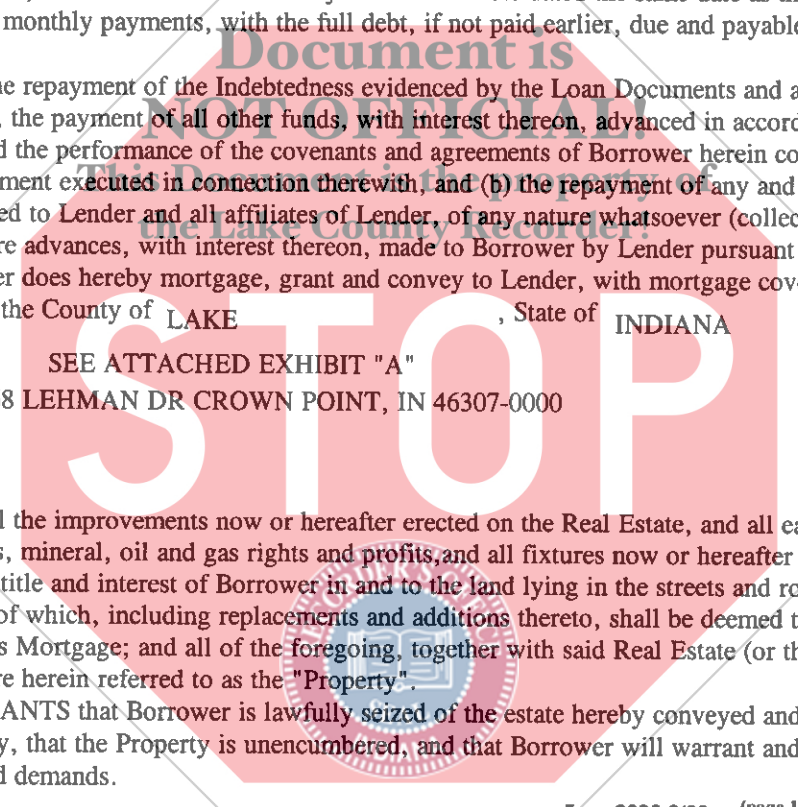 monthly payments, with the full debt, if not paid earlier, due and payable
Document is
e repayment of the Indebtedness evidenced by the Loan Documents and a
NOT OFFICIAL!
, the payment of all other funds, with interest thereon, advanced in accord
d the performance of the covenants and agreements of Borrower herein co
This Document is the property of
ment executed in connection therewith, and (b) the repayment of any and
the Lake County Recorder!
ed to Lender and all affiliates of Lender, of any nature whatsoever (collec
re advances, with interest thereon, made to Borrower by Lender pursuant
er does hereby mortgage, grant and convey to Lender, with mortgage cov
the County of LAKE , State of INDIANA
SEE ATTACHED EXHIBIT "A"
8 LEHMAN DR CROWN POINT, IN 46307-0000
STOP
l the improvements now or hereafter erected on the Real Estate, and all ea
s, mineral, oil and gas rights and profits,and all fixtures now or hereafter
title and interest of Borrower in and to the land lying in the streets and ro
of which, including replacements and additions thereto, shall be deemed t
s Mortgage; and all of the foregoing, together with said Real Estate (or th
re herein referred to as the "Property".
ANTS that Borrower is lawfully seized of the estate hereby conveyed and
y, that the Property is unencumbered, and that Borrower will warrant and
d demands.